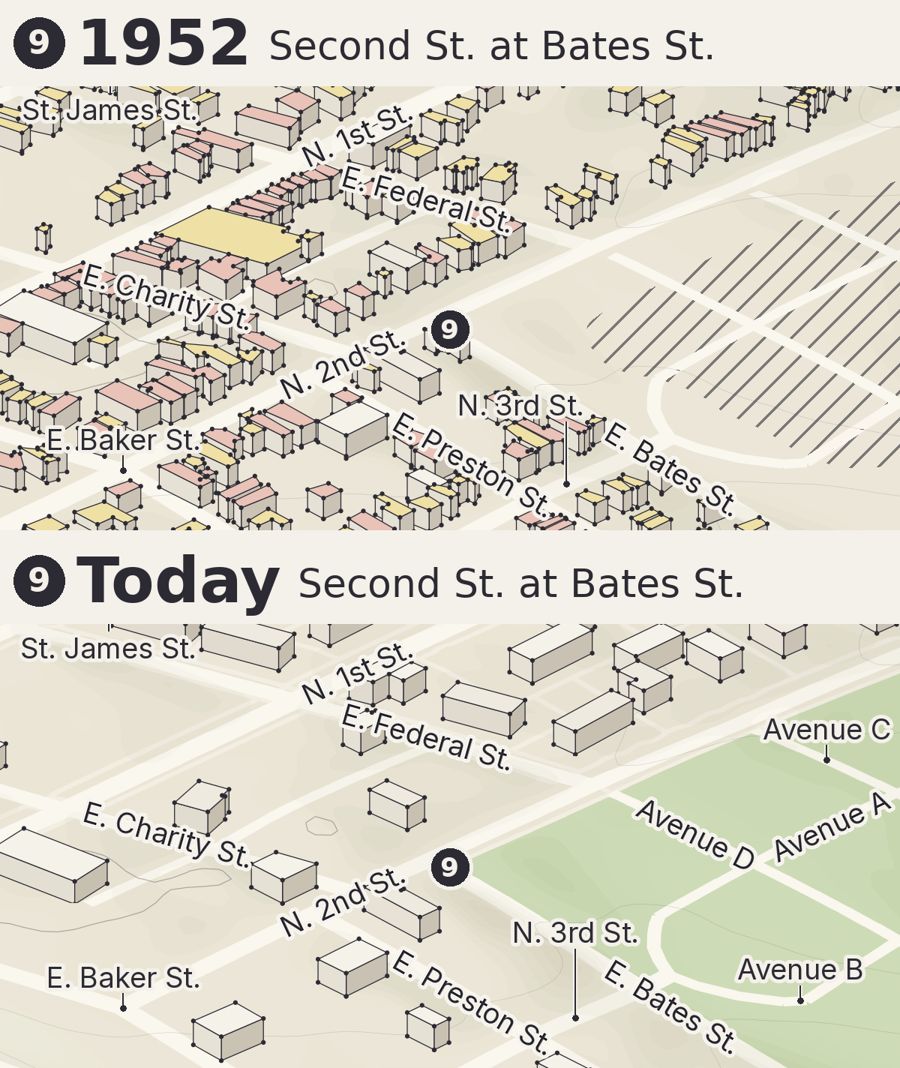 9 1952 Second St. at Bates St.
St. James St.
N. 1st St.
E. Federal St.
E. Charity St.
9
N. 2nd St.
N. 3rd St.
E. Baker St.
E. Preston St.
E. Bates St.
9 Today Second St. at Bates St.
St. James St.
N. 1st St.
E. Federal St.
Avenue C
E. Charity St.
Avenue D
Avenue A
9
N. 2nd St.
N. 3rd St.
E. Baker St.
E. Preston St.
E. Bates St.
Avenue B